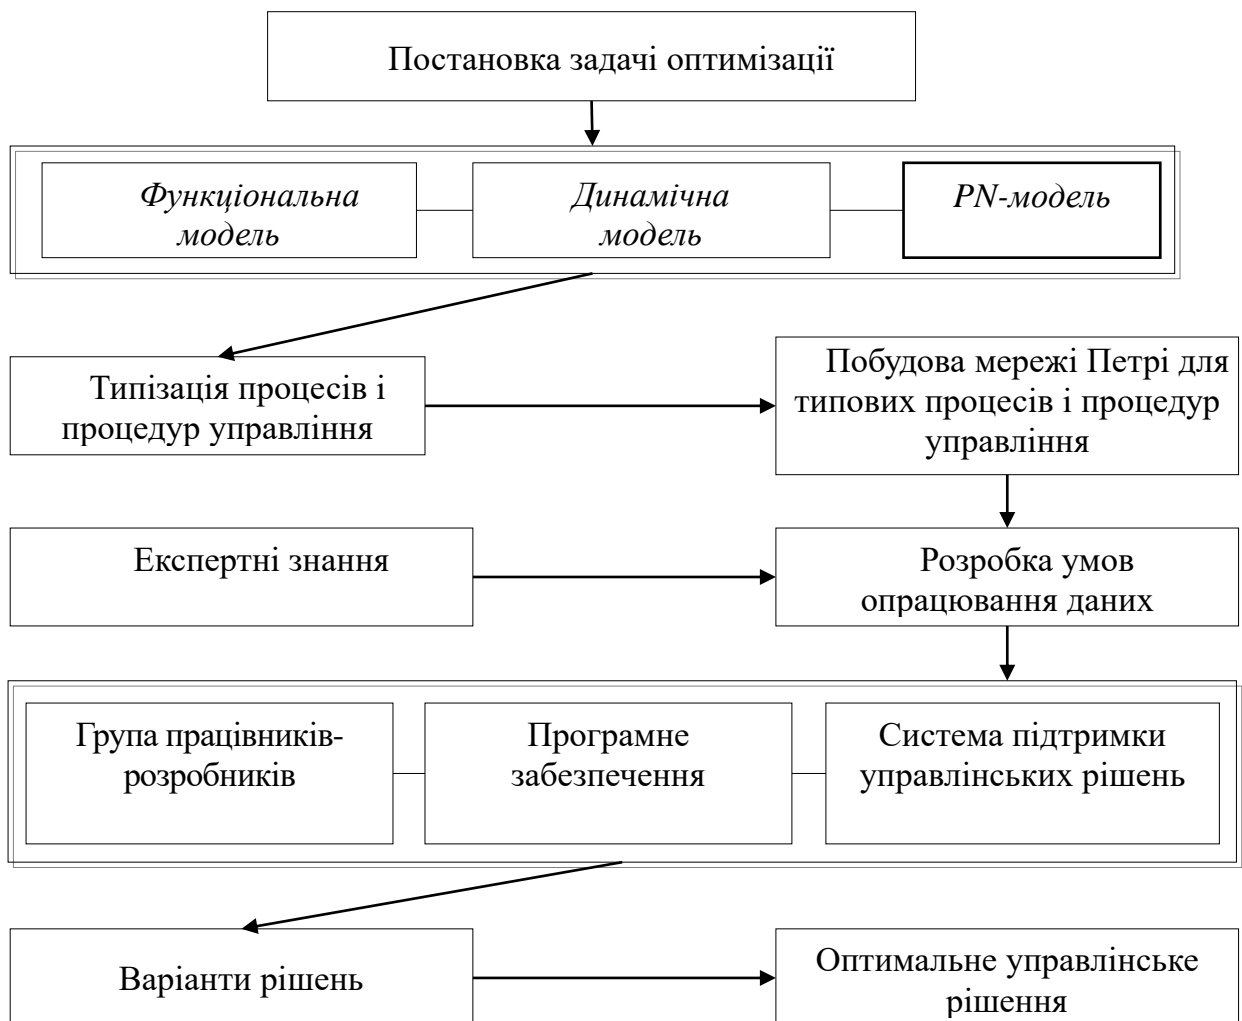 Постановка задачі оптимізації
Функціональна
модель
Динамічна
модель
PN-модель
Типізація процесів і
процедур управління
Побудова мережі Петрі для
типових процесів і процедур
управління
Експертні знання
Розробка умов
опрацювання даних
Група працівників-
розробників
Програмне
забезпечення
Система підтримки
управлінських рішень
Варіанти рішень
Оптимальне управлінське
рішення